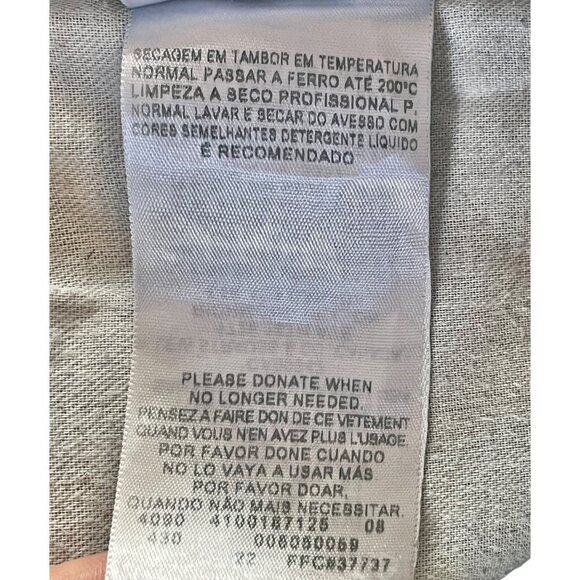 SECAGEM EM TAMBOR EM TEMPERATURA
NORMAL PASSAR A FERRO ATÉ 200°C
LIMPEZA A SECO PROFISSIONAL P.
NORMAL LAVAR E SECAR DO AVESSO COM
CORES SEMELHANTES DETERGENTE LÍQUIDO
É RECOMENDADO
PLEASE DONATE WHEN
NO LONGER NEEDED.
PENSEZ A FAIRE DON DE CE VETEMENT
QUAND VOUS N'EN AVEZ PLUS L'USAGE.
POR FAVOR DONE CUANDO
NO LO VAYA A USAR MÁS
POR FAVOR DOAR,
QUANDO NÃO MAIS NECESSITAR.
4090 4100187125 08
430
22 FFC#37737